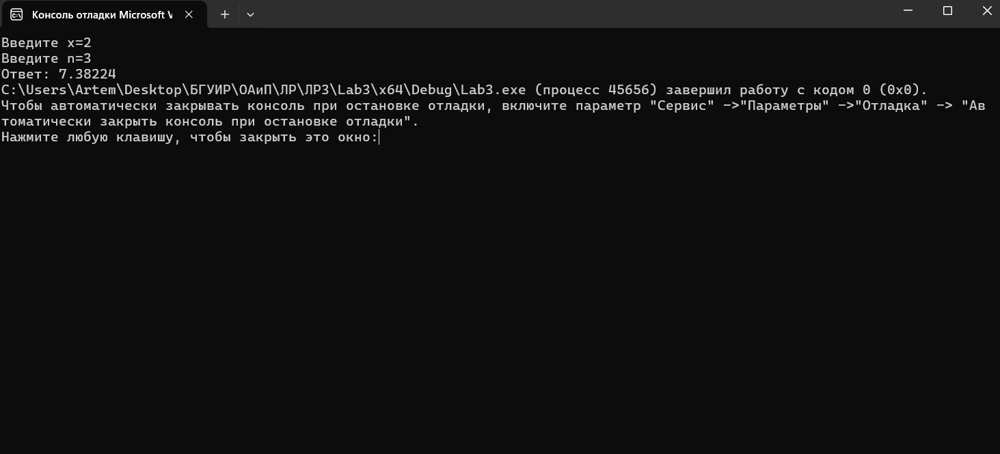 Консоль отладки Microsoft V
Введите x=2
Введите n=3
Ответ: 7.38224
C:\Users\Artem\Desktop\БГУИР\ОАиП\ЛР\ЛР3\Lab3\x64\Debug\Lab3.exe (процесс 45656) завершил работу с кодом 0 (0x0).
Чтобы автоматически закрывать консоль при остановке отладки, включите параметр "Сервис" ->"Параметры" ->"Отладка" -> "Ав
томатически закрыть консоль при остановке отладки".
Нажмите любую клавишу, чтобы закрыть это окно: